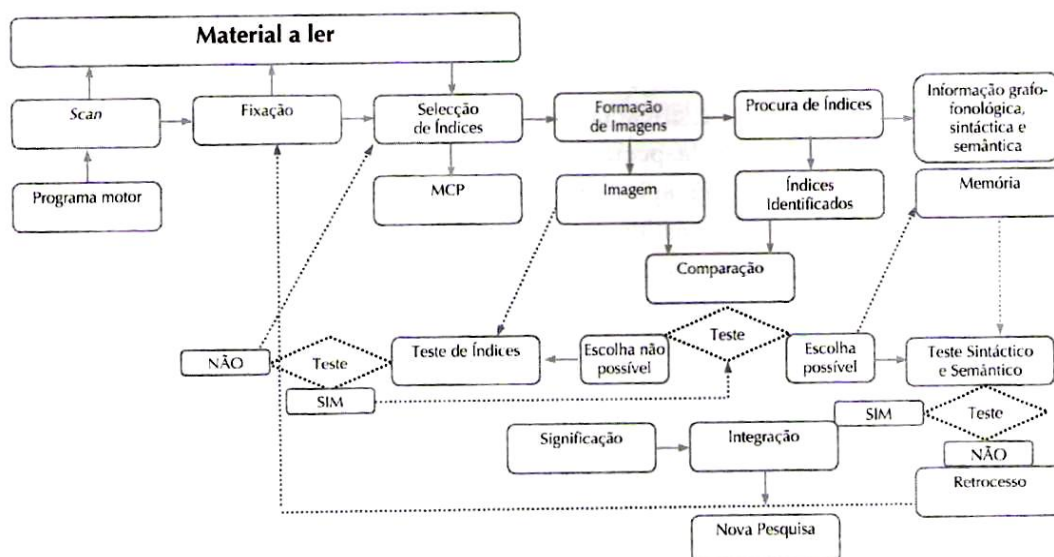 Material a ler
Scan
Fixação
Selecção
de Índices
Formação
de Imagens
Procura de Índices
Informação grafo-
fonológica,
sintáctica e
semântica
Programa motor
MCP
Imagem
Índices
Identificados
Memória
Comparação
NÃO
Teste
Teste de Índices
Escolha não
possível
Teste
Escolha
possível
Teste Sintáctico
e Semântico
SIM
SIM
Teste
Significação
Integração
NÃO
Retrocesso
Nova Pesquisa